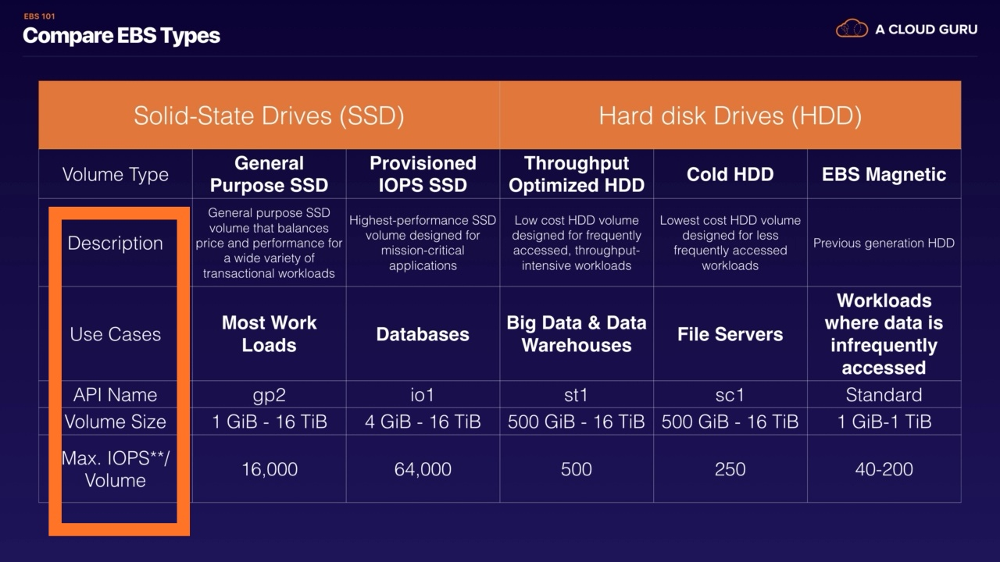 EBS 101
Compare EBS Types
A CLOUD GURU
Solid-State Drives (SSD)
Hard disk Drives (HDD)
Volume Type
General
Purpose SSD
Provisioned
IOPS SSD
Throughput
Optimized HDD
Cold HDD
EBS Magnetic
Description
General purpose SSD
volume that balances
price and performance for
a wide variety of
transactional workloads
Highest-performance SSD
volume designed for
mission-critical
applications
Low cost HDD volume
designed for frequently
accessed, throughput-
intensive workloads
Lowest cost HDD volume
designed for less
frequently accessed
workloads
Previous generation HDD
Use Cases
Most Work
Loads
Databases
Big Data & Data
Warehouses
File Servers
Workloads
where data is
infrequently
accessed
API Name
gp2
io1
st1
sc1
Standard
Volume Size
1 GiB - 16 TiB
4 GiB - 16 TiB
500 GiB - 16 TiB
500 GiB - 16 TiB
1 GiB-1 TiB
Max. IOPS**/
Volume
16,000
64,000
500
250
40-200